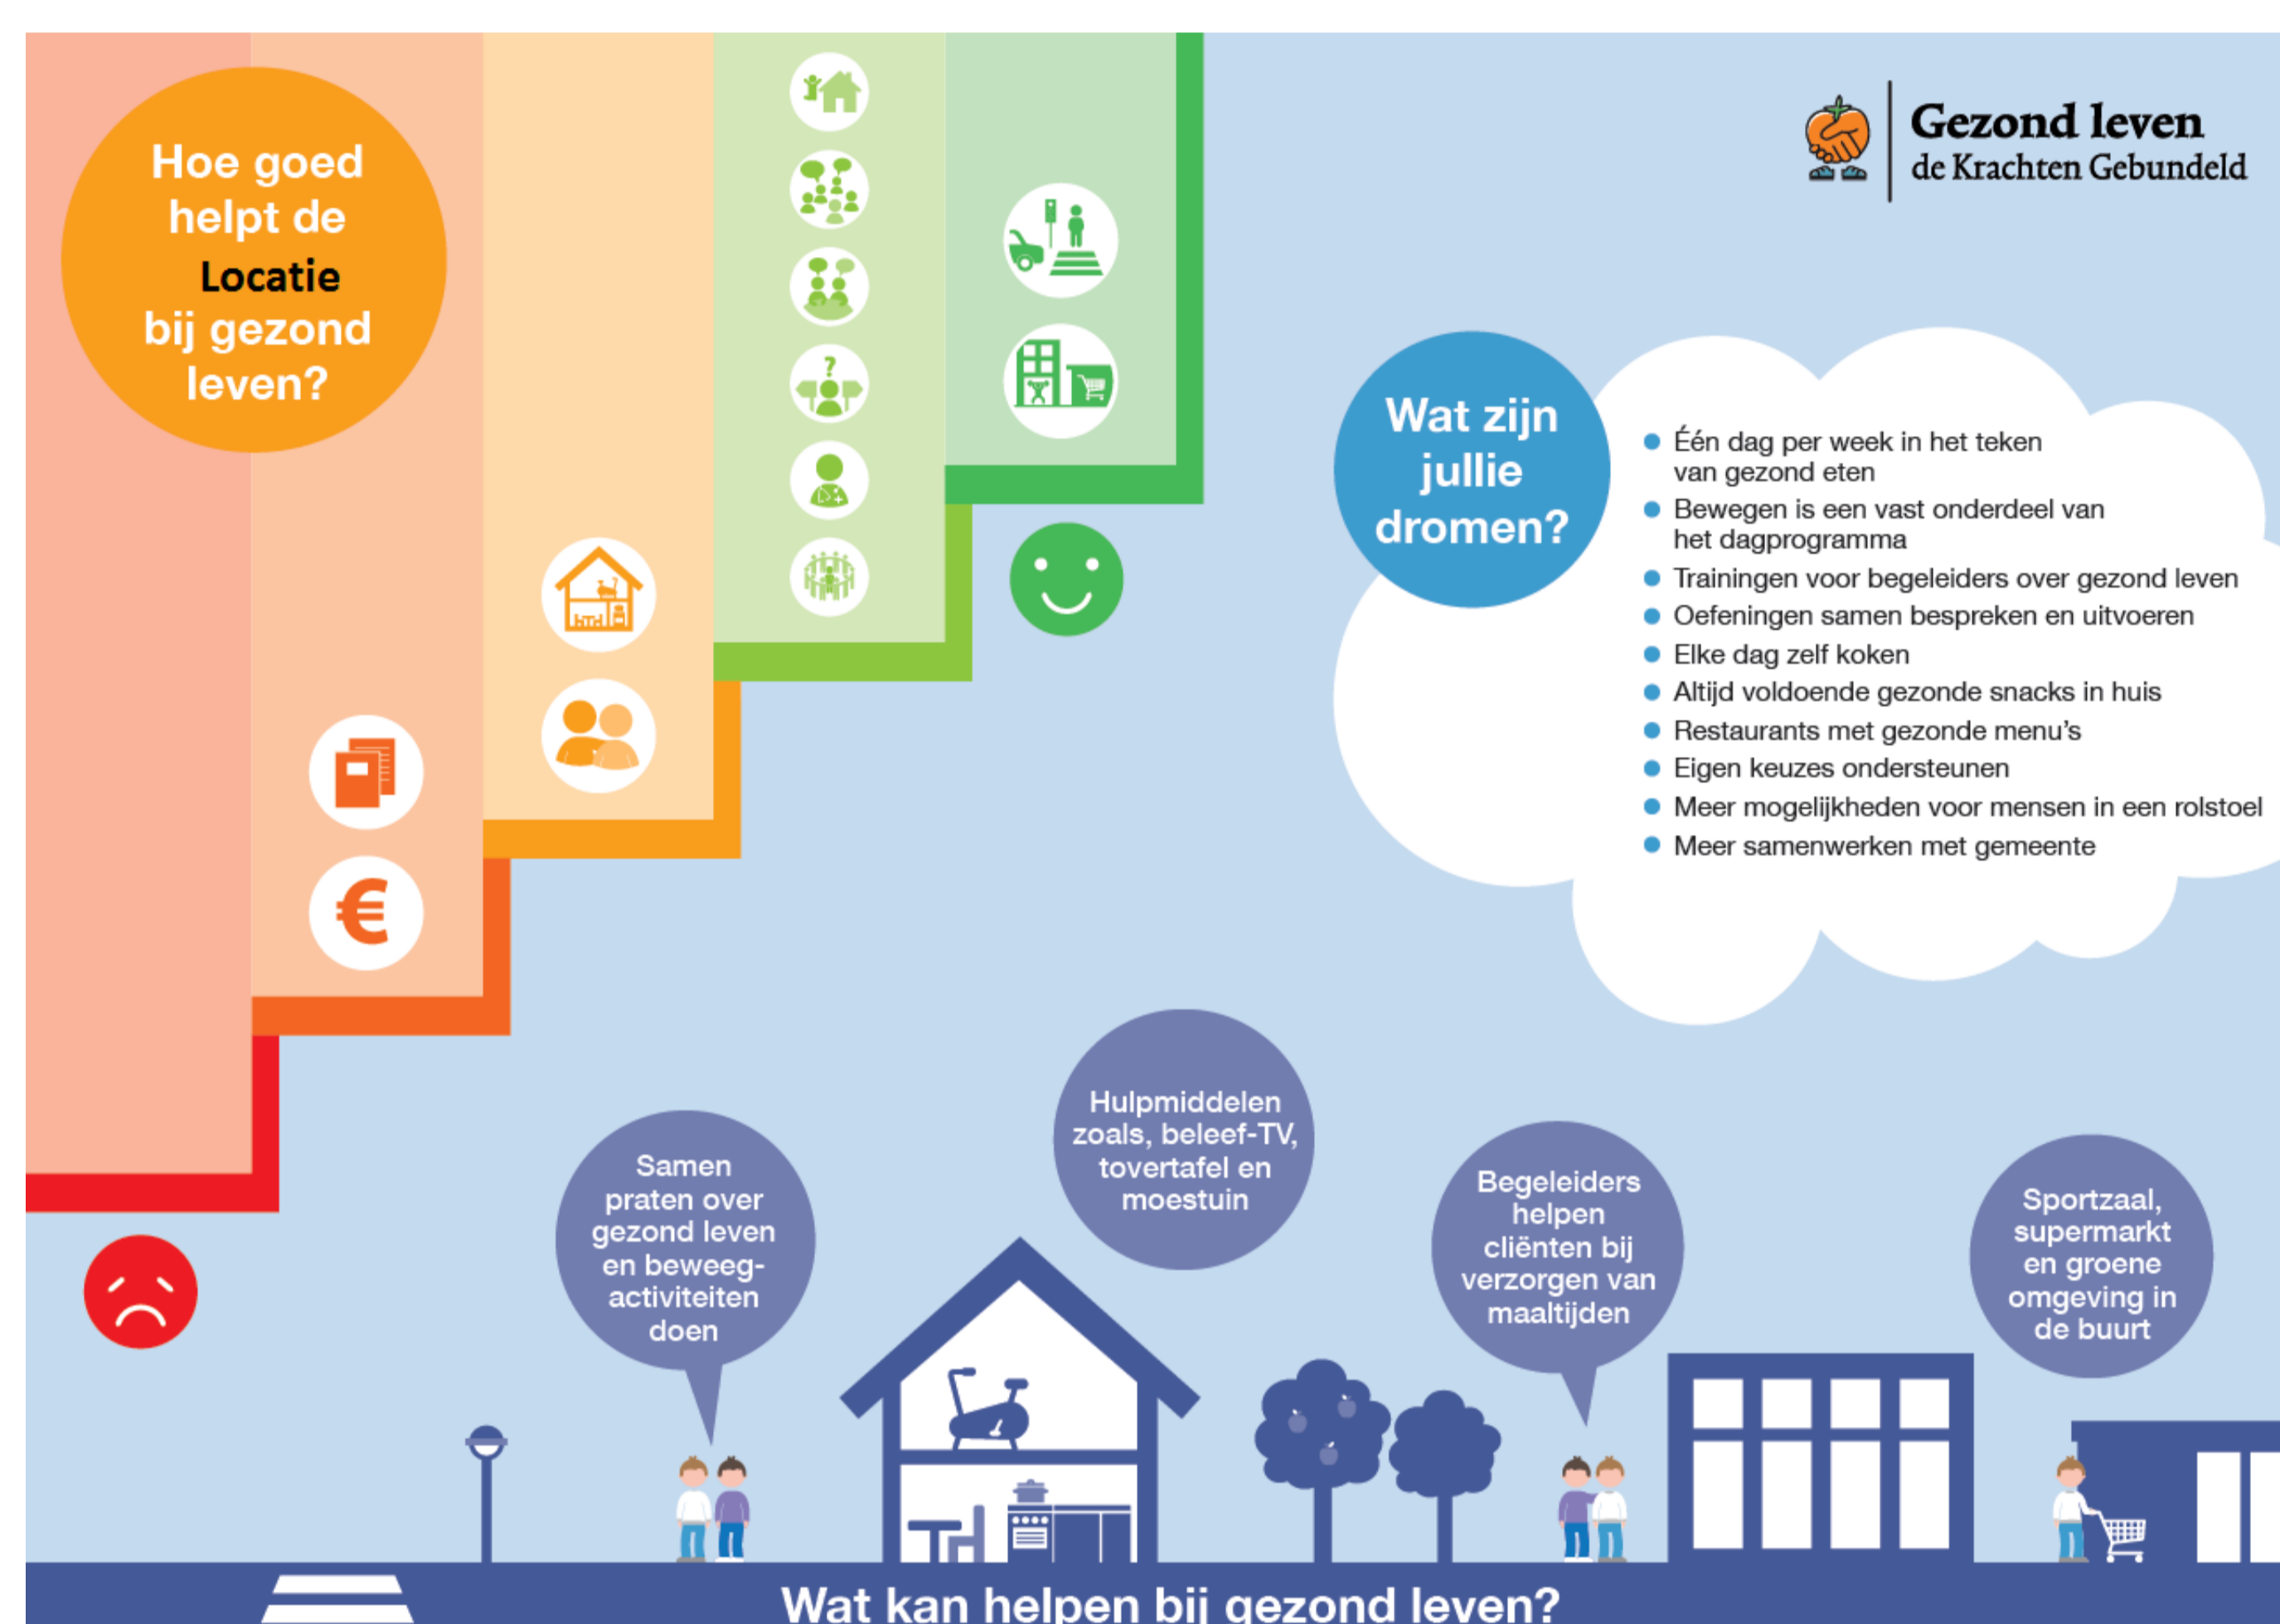 Hoe goed
helpt de
Locatie
bij gezond
leven?
€
?
Gezond leven
de Krachten Gebundeld
Wat zijn
jullie
dromen?
Één dag per week in het teken
van gezond eten
Bewegen is een vast onderdeel van
het dagprogramma
Trainingen voor begeleiders over gezond leven
Oefeningen samen bespreken en uitvoeren
Elke dag zelf koken
Altijd voldoende gezonde snacks in huis
Restaurants met gezonde menu's
Eigen keuzes ondersteunen
Meer mogelijkheden voor mensen in een rolstoel
Meer samenwerken met gemeente
Samen
praten over
gezond leven
en beweeg-
activiteiten
doen
Hulpmiddelen
zoals, beleef-TV,
tovertafel en
moestuin
Begeleiders
helpen
cliënten bij
verzorgen van
maaltijden
Sportzaal,
supermarkt
en groene
omgeving in
de buurt
Wat kan helpen bij gezond leven?